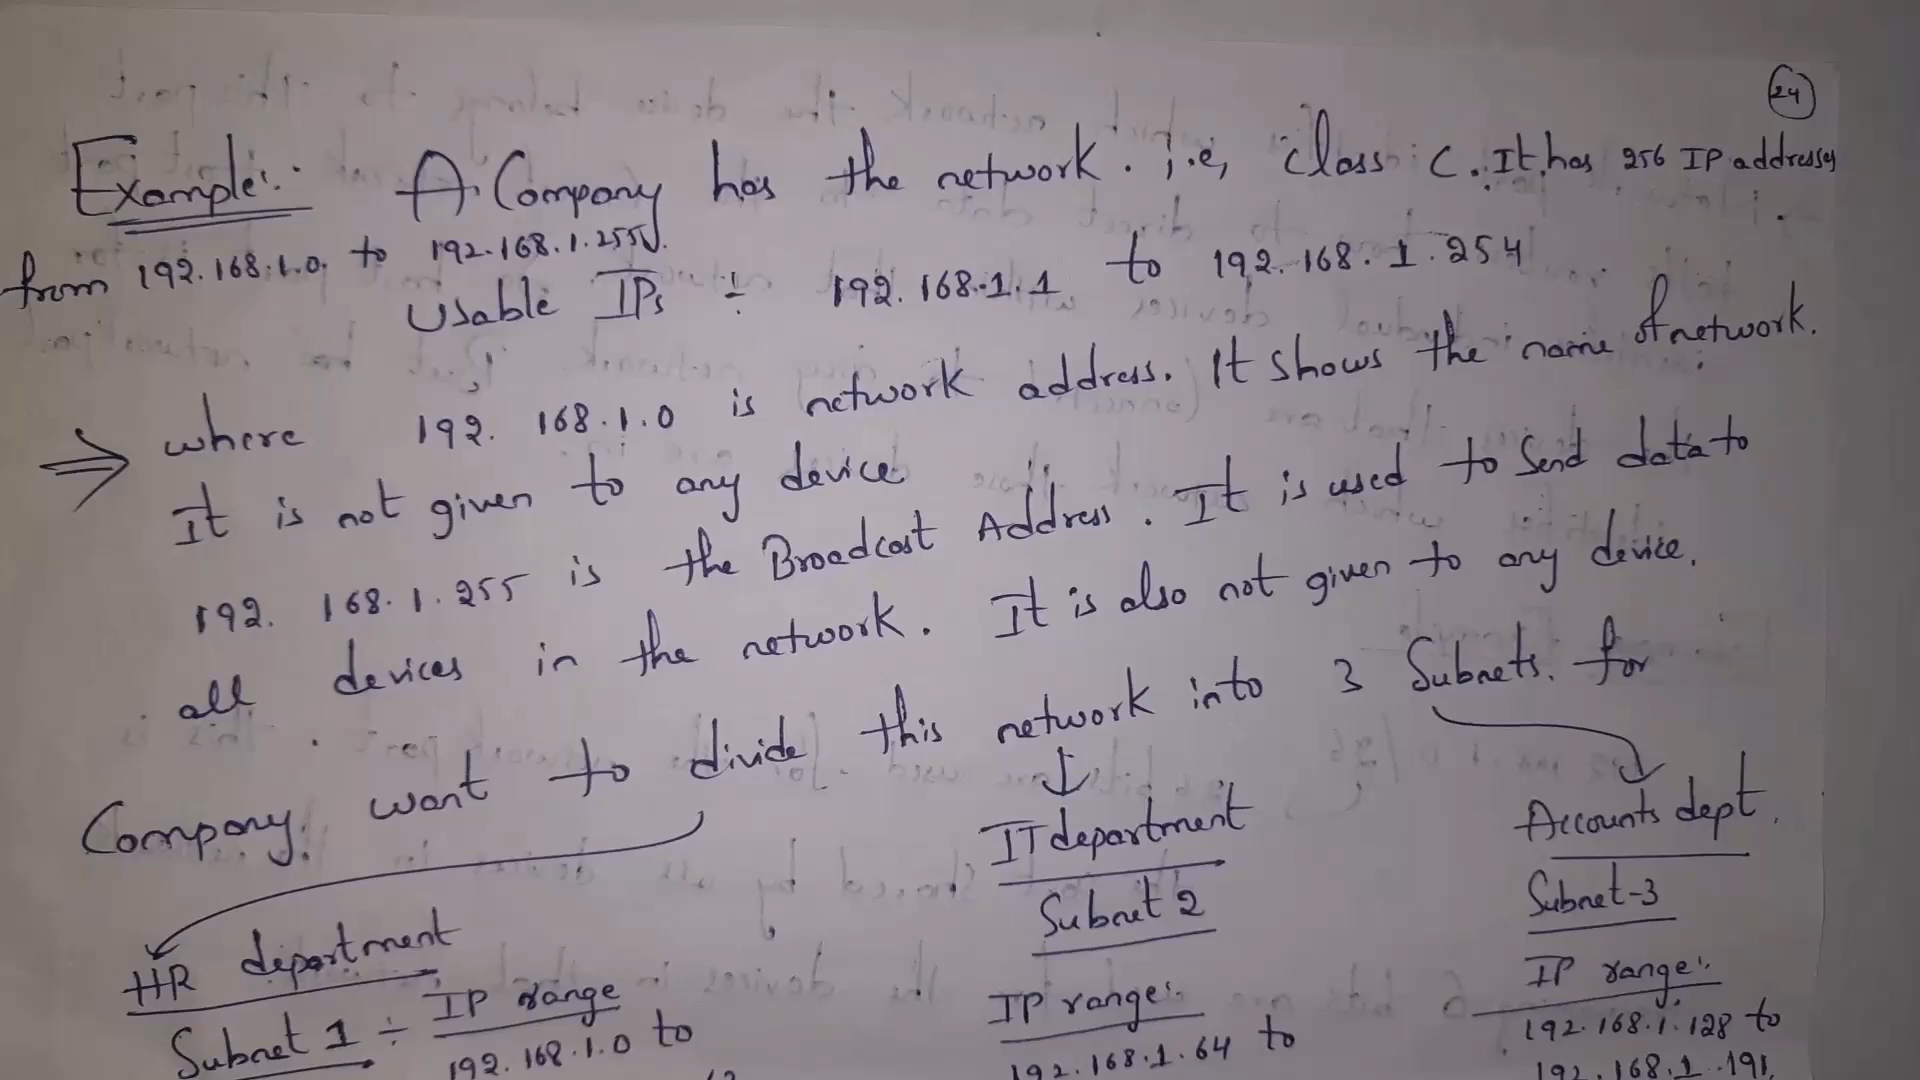 24
Example:- A Company has the network. i.e, class C. It has 256 IP addresses
from 192.168.1.0. to 192.168.1.255.
Usable IPs :- 192.168.1.1 to 192.168.1.254
⇒ where 192.168.1.0 is network address. It shows the name of network.
It is not given to any device
192.168.1.255 is the Broadcast Address. It is used to send data to
all devices in the network. It is also not given to any device.
Company want to divide this network into 3 Subnets. for
HR department IT department Accounts dept.
Subnet 1 :- Subnet 2 Subnet-3
IP range IP range:- IP range:-
192.168.1.0 to 192.168.1.64 to 192.168.1.128 to
192.168.1.191